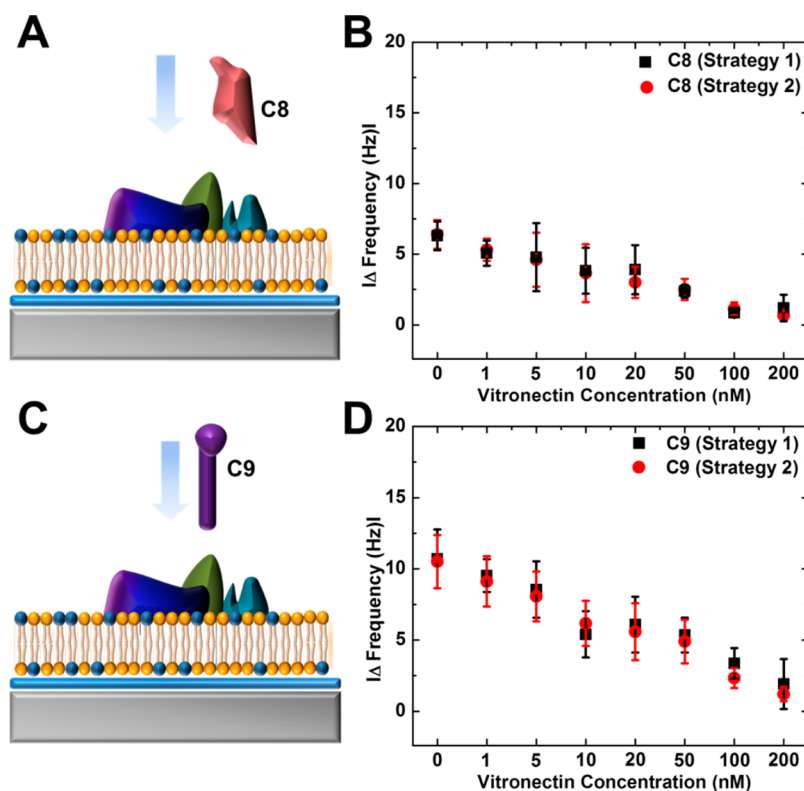 A
C8
B
C8 (Strategy 1)
C8 (Strategy 2)
20
15
10
5
0
|Δ Frequency (Hz)|
0 1 5 10 20 50 100 200
Vitronectin Concentration (nM)
C
C9
D
C9 (Strategy 1)
C9 (Strategy 2)
20
15
10
5
0
|Δ Frequency (Hz)|
0 1 5 10 20 50 100 200
Vitronectin Concentration (nM)